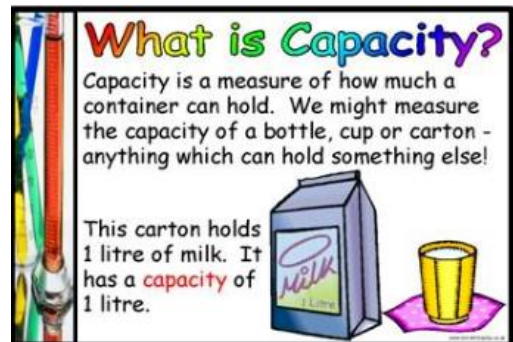 What is Capacity?
Capacity is a measure of how much a
container can hold.  We might measure
the capacity of a bottle, cup or carton -
anything which can hold something else!
This carton holds
1 litre of milk.  It
has a capacity of
1 litre.
Milk
1 Litre